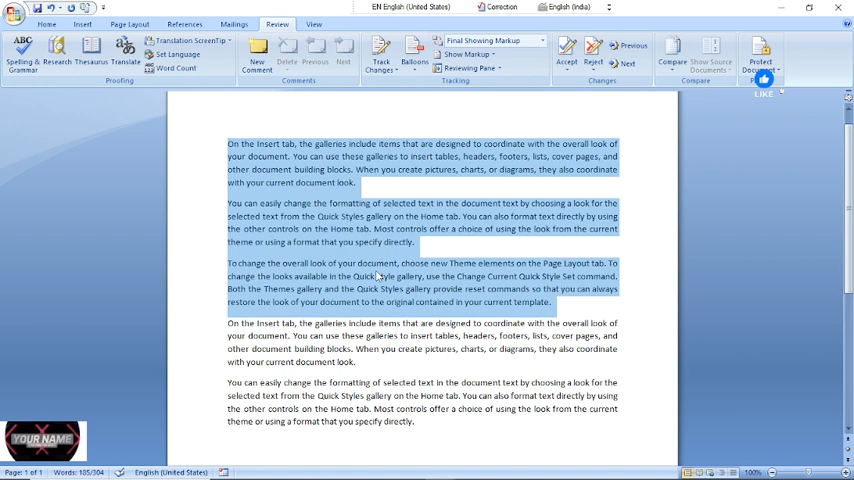 EN English (United States) Correction English (India)
Home Insert Page Layout References Mailings Review View
Spelling & Grammar
Research
Thesaurus
Translate
Translation ScreenTip
Set Language
Word Count
Proofing
New Comment
Delete
Previous
Next
Comments
Track Changes
Balloons
Final Showing Markup
Show Markup
Reviewing Pane
Tracking
Accept
Reject
Previous
Next
Changes
Compare
Show Source Documents
Compare
Protect Document
LIKE
On the Insert tab, the galleries include items that are designed to coordinate with the overall look of
your document. You can use these galleries to insert tables, headers, footers, lists, cover pages, and
other document building blocks. When you create pictures, charts, or diagrams, they also coordinate
with your current document look.
You can easily change the formatting of selected text in the document text by choosing a look for the
selected text from the Quick Styles gallery on the Home tab. You can also format text directly by using
the other controls on the Home tab. Most controls offer a choice of using the look from the current
theme or using a format that you specify directly.
To change the overall look of your document, choose new Theme elements on the Page Layout tab. To
change the looks available in the Quick Style gallery, use the Change Current Quick Style Set command.
Both the Themes gallery and the Quick Styles gallery provide reset commands so that you can always
restore the look of your document to the original contained in your current template.
On the Insert tab, the galleries include items that are designed to coordinate with the overall look of
your document. You can use these galleries to insert tables, headers, footers, lists, cover pages, and
other document building blocks. When you create pictures, charts, or diagrams, they also coordinate
with your current document look.
You can easily change the formatting of selected text in the document text by choosing a look for the
selected text from the Quick Styles gallery on the Home tab. You can also format text directly by using
the other controls on the Home tab. Most controls offer a choice of using the look from the current
theme or using a format that you specify directly.
YOUR NAME
Page: 1 of 1 Words: 185/304 English (United States) 100%